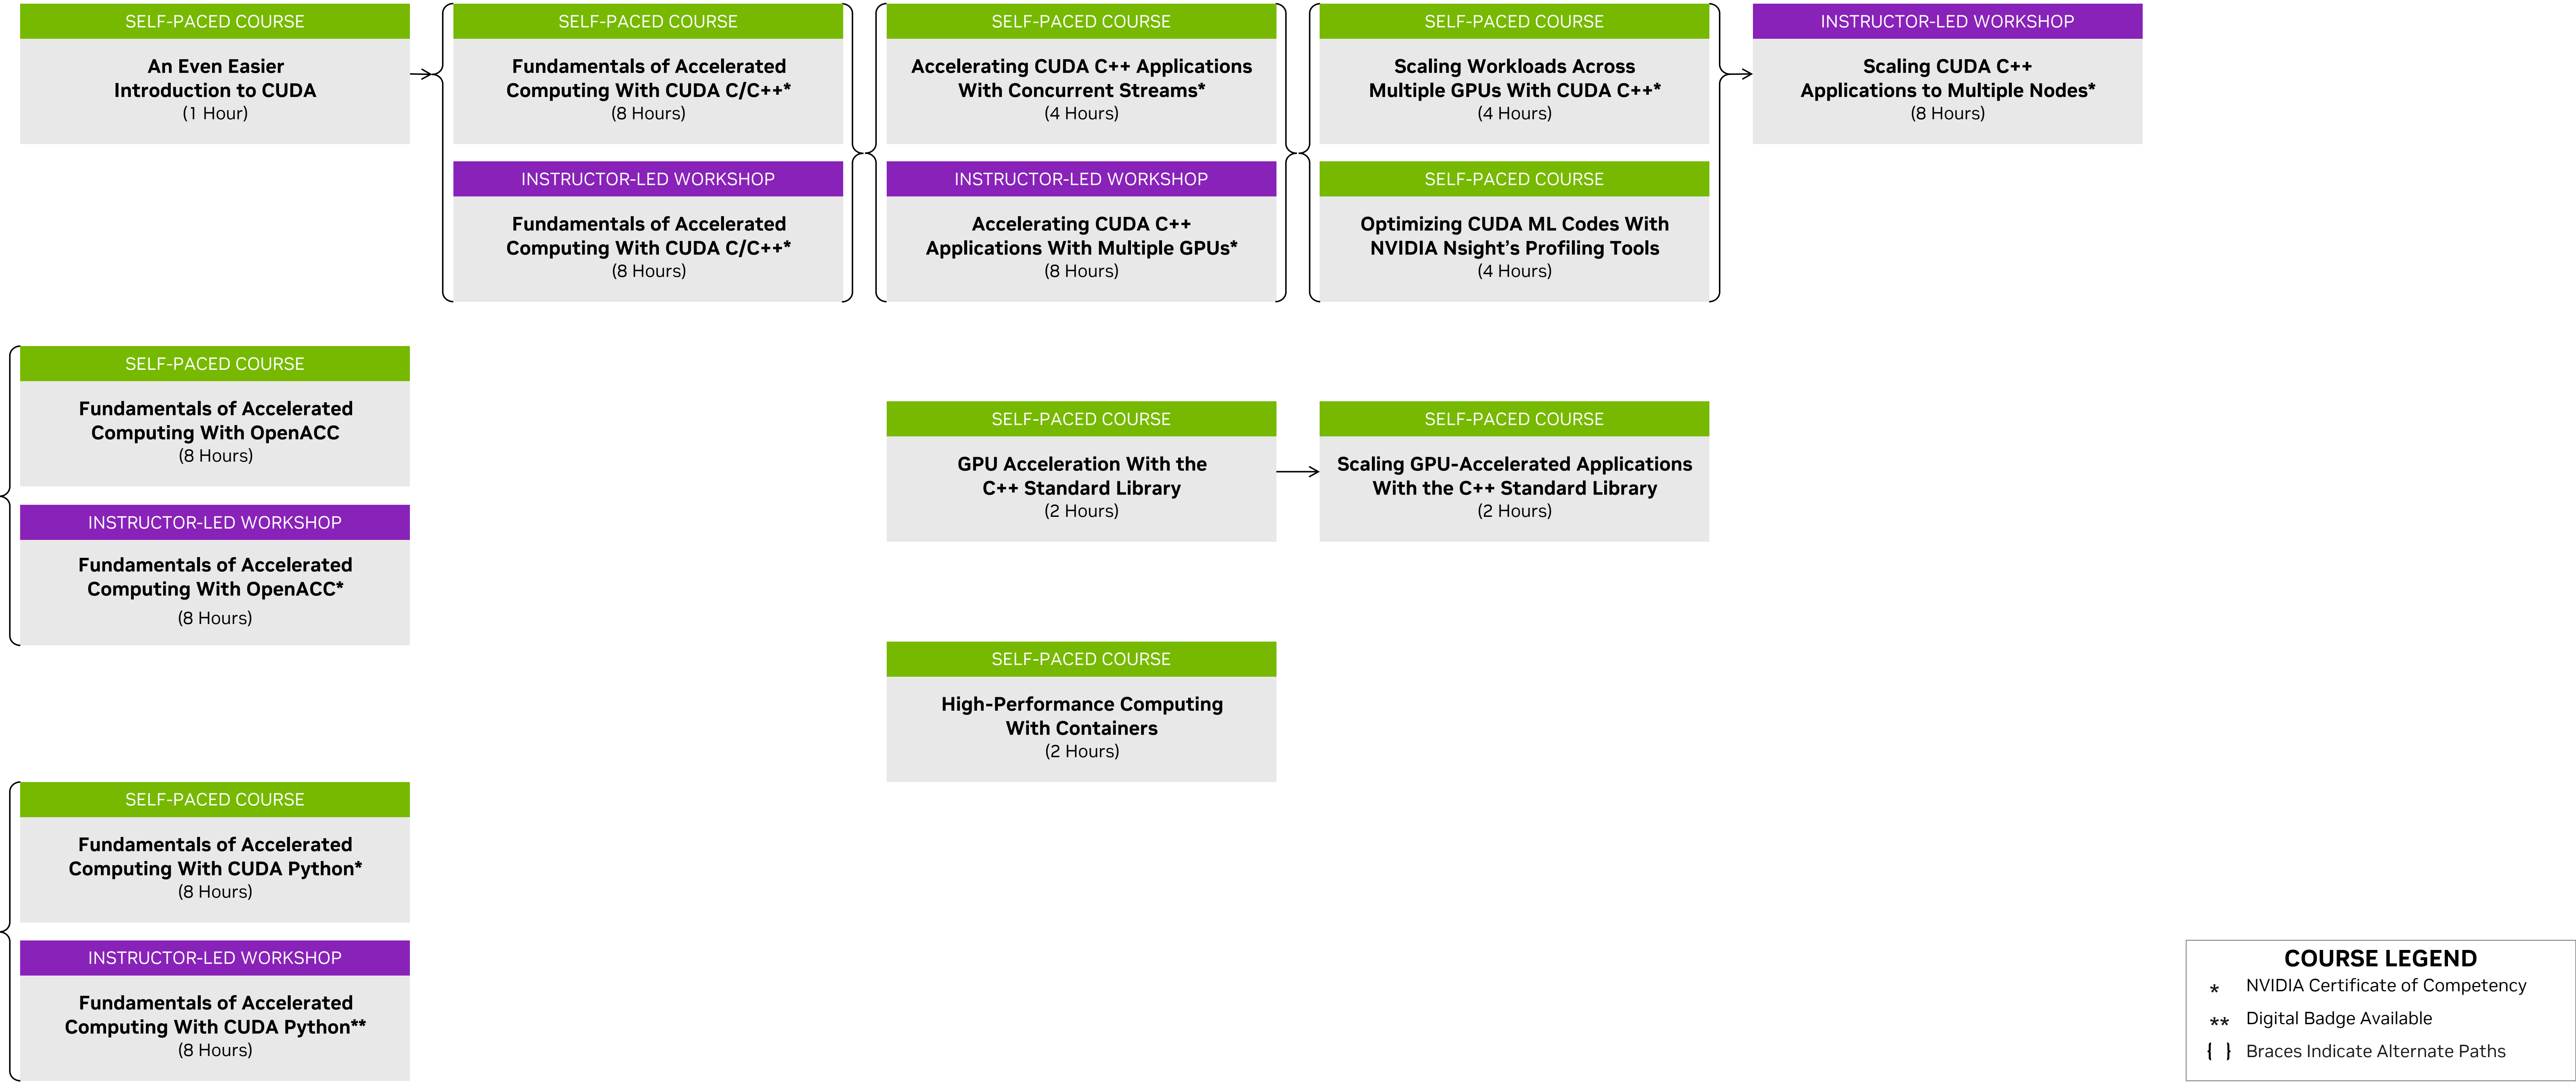 SELF-PACED COURSE
An Even Easier
Introduction to CUDA
(1 Hour)
SELF-PACED COURSE
Fundamentals of Accelerated
Computing With CUDA C/C++*
(8 Hours)
INSTRUCTOR-LED WORKSHOP
Fundamentals of Accelerated
Computing With CUDA C/C++*
(8 Hours)
SELF-PACED COURSE
Accelerating CUDA C++ Applications
With Concurrent Streams*
(4 Hours)
INSTRUCTOR-LED WORKSHOP
Accelerating CUDA C++
Applications With Multiple GPUs*
(8 Hours)
SELF-PACED COURSE
Scaling Workloads Across
Multiple GPUs With CUDA C++*
(4 Hours)
SELF-PACED COURSE
Optimizing CUDA ML Codes With
NVIDIA Nsight’s Profiling Tools
(4 Hours)
INSTRUCTOR-LED WORKSHOP
Scaling CUDA C++
Applications to Multiple Nodes*
(8 Hours)
SELF-PACED COURSE
Fundamentals of Accelerated
Computing With OpenACC
(8 Hours)
INSTRUCTOR-LED WORKSHOP
Fundamentals of Accelerated
Computing With OpenACC*
(8 Hours)
SELF-PACED COURSE
GPU Acceleration With the
C++ Standard Library
(2 Hours)
SELF-PACED COURSE
Scaling GPU-Accelerated Applications
With the C++ Standard Library
(2 Hours)
SELF-PACED COURSE
High-Performance Computing
With Containers
(2 Hours)
SELF-PACED COURSE
Fundamentals of Accelerated
Computing With CUDA Python*
(8 Hours)
INSTRUCTOR-LED WORKSHOP
Fundamentals of Accelerated
Computing With CUDA Python**
(8 Hours)
COURSE LEGEND
* NVIDIA Certificate of Competency
** Digital Badge Available
{ } Braces Indicate Alternate Paths